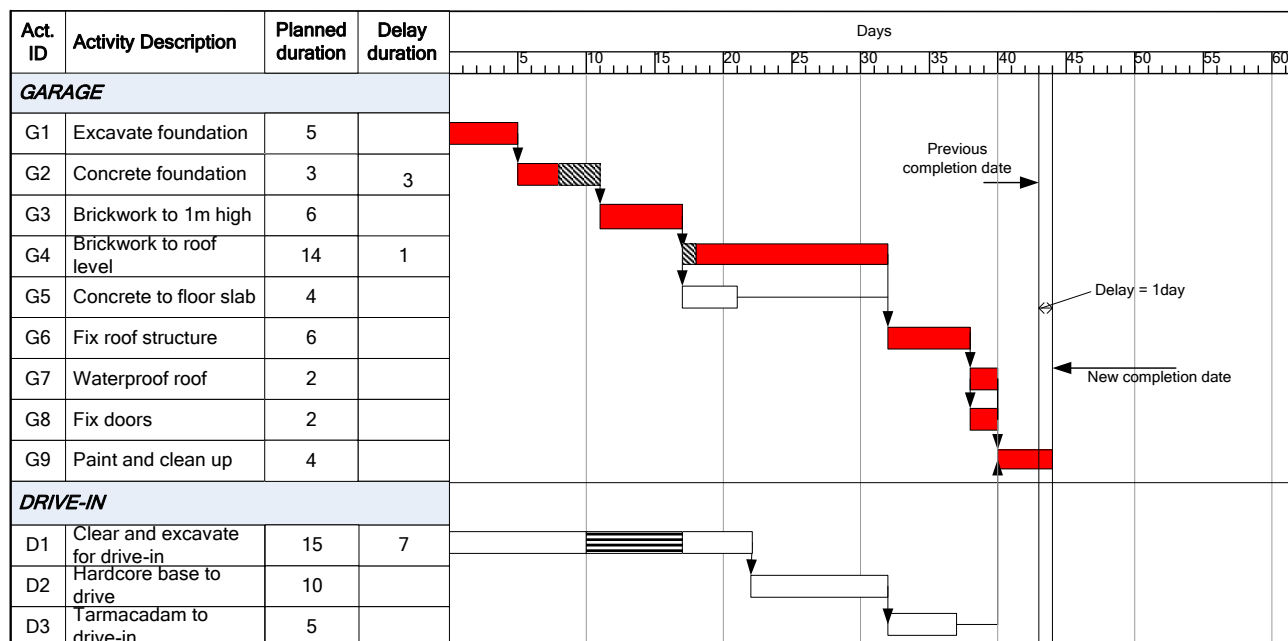 Act. ID Activity Description Planned duration Delay duration Days
5 10 15 20 25 30 35 40 45 50 55 60
GARAGE
G1 Excavate foundation 5
Previous completion date
G2 Concrete foundation 3 3
G3 Brickwork to 1m high 6
G4 Brickwork to roof level 14 1
G5 Concrete to floor slab 4
Delay = 1day
G6 Fix roof structure 6
G7 Waterproof roof 2
New completion date
G8 Fix doors 2
G9 Paint and clean up 4
DRIVE-IN
D1 Clear and excavate for drive-in 15 7
D2 Hardcore base to drive 10
D3 Tarmacadam to drive-in 5